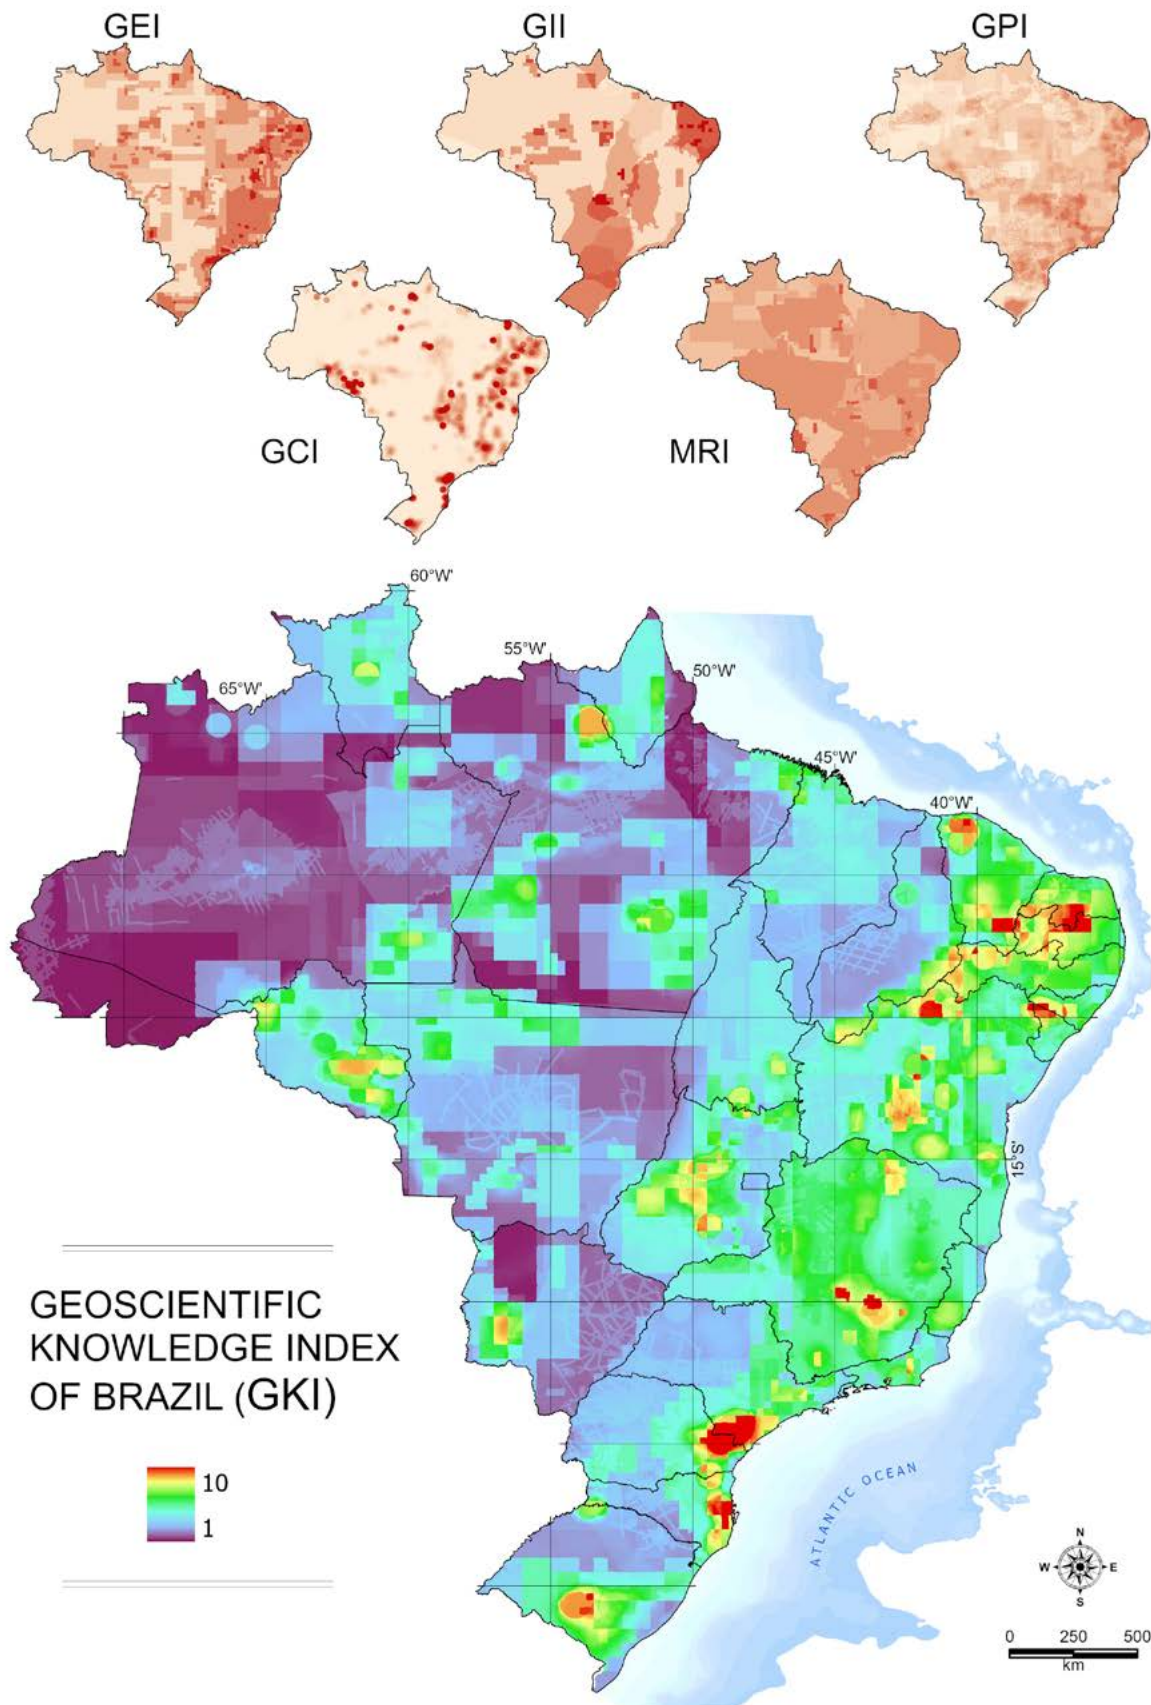 GEI
GII
GPI
GCI
MRI
60°W'
55°W'
50°W'
65°W'
45°W'
40°W'
15°S'
GEOSCIENTIFIC
KNOWLEDGE INDEX
OF BRAZIL (GKI)
10
1
ATLANTIC OCEAN
N
W E
S
0 250 500
km